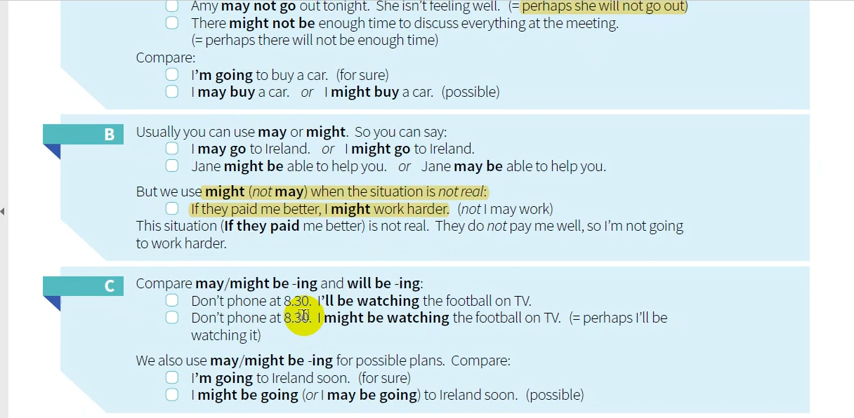 Amy may not go out tonight. She isn't feeling well. (= perhaps she will not go out)
There might not be enough time to discuss everything at the meeting.
(= perhaps there will not be enough time)
Compare:
I'm going to buy a car. (for sure)
I may buy a car. or I might buy a car. (possible)
B
Usually you can use may or might. So you can say:
I may go to Ireland. or I might go to Ireland.
Jane might be able to help you. or Jane may be able to help you.
But we use might (not may) when the situation is not real:
If they paid me better, I might work harder. (not I may work)
This situation (If they paid me better) is not real. They do not pay me well, so I'm not going
to work harder.
C
Compare may/might be -ing and will be -ing:
Don't phone at 8.30. I'll be watching the football on TV.
Don't phone at 8.30. I might be watching the football on TV. (= perhaps I'll be
watching it)
We also use may/might be -ing for possible plans. Compare:
I'm going to Ireland soon. (for sure)
I might be going (or I may be going) to Ireland soon. (possible)